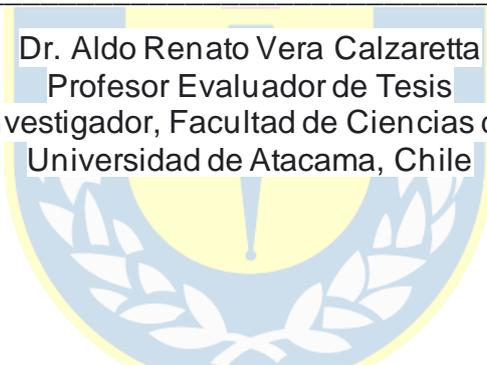 Dr. Aldo Renato Vera Calzaretta
Profesor Evaluador de Tesis
vestigador, Facultad de Ciencias
Universidad de Atacama, Chile